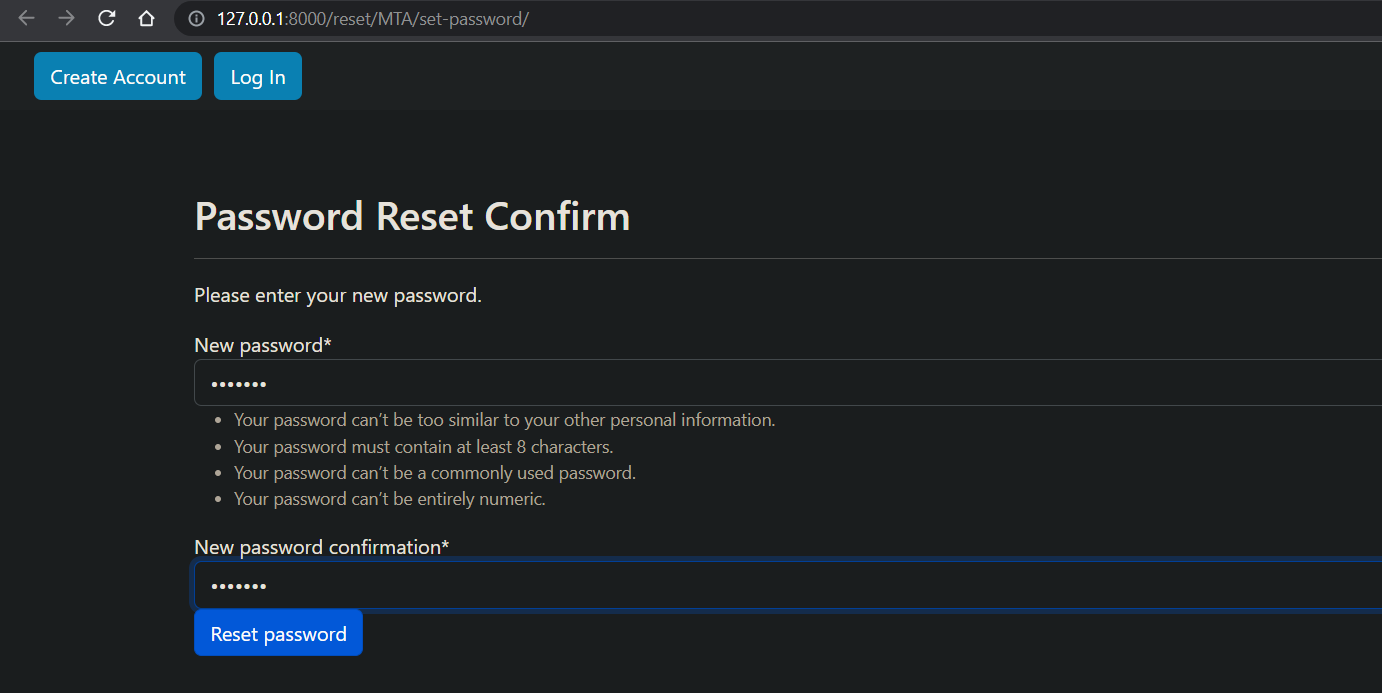 127.0.0.1:8000/reset/MTA/set-password/
Create Account Log In
Password Reset Confirm
Please enter your new password.
New password*
•••••••
• Your password can’t be too similar to your other personal information.
• Your password must contain at least 8 characters.
• Your password can’t be a commonly used password.
• Your password can’t be entirely numeric.
New password confirmation*
•••••••
Reset password